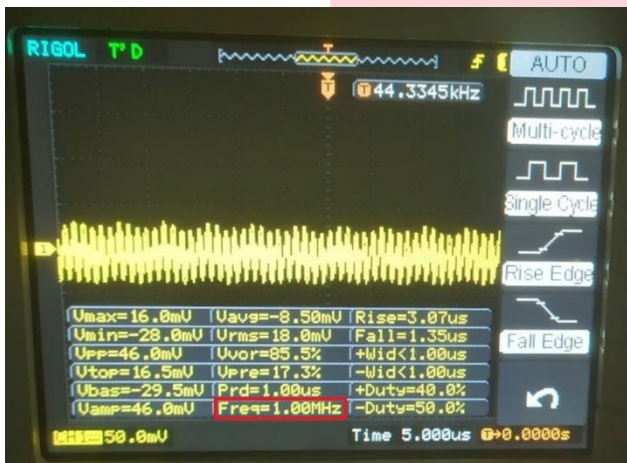 RIGOL T'D
44.3345kHz
AUTO
Multi-cycle
Single Cycle
Rise Edge
Fall Edge
Vmax=16.0mV Vavg=-8.50mV Rise=3.07us
Vmin=-28.0mV Vrms=18.0mV Fall=1.35us
Vpp=46.0mV Vovr=85.5% +Wid<1.00us
Vtop=16.5mV Vpre=17.3% -Wid<1.00us
Vbas=-29.5mV Prd=1.00us +Duty=40.0%
Vamp=46.0mV Freq=1.00MHz -Duty=50.0%
CH1 50.0mV Time 5.000us 0.0000s